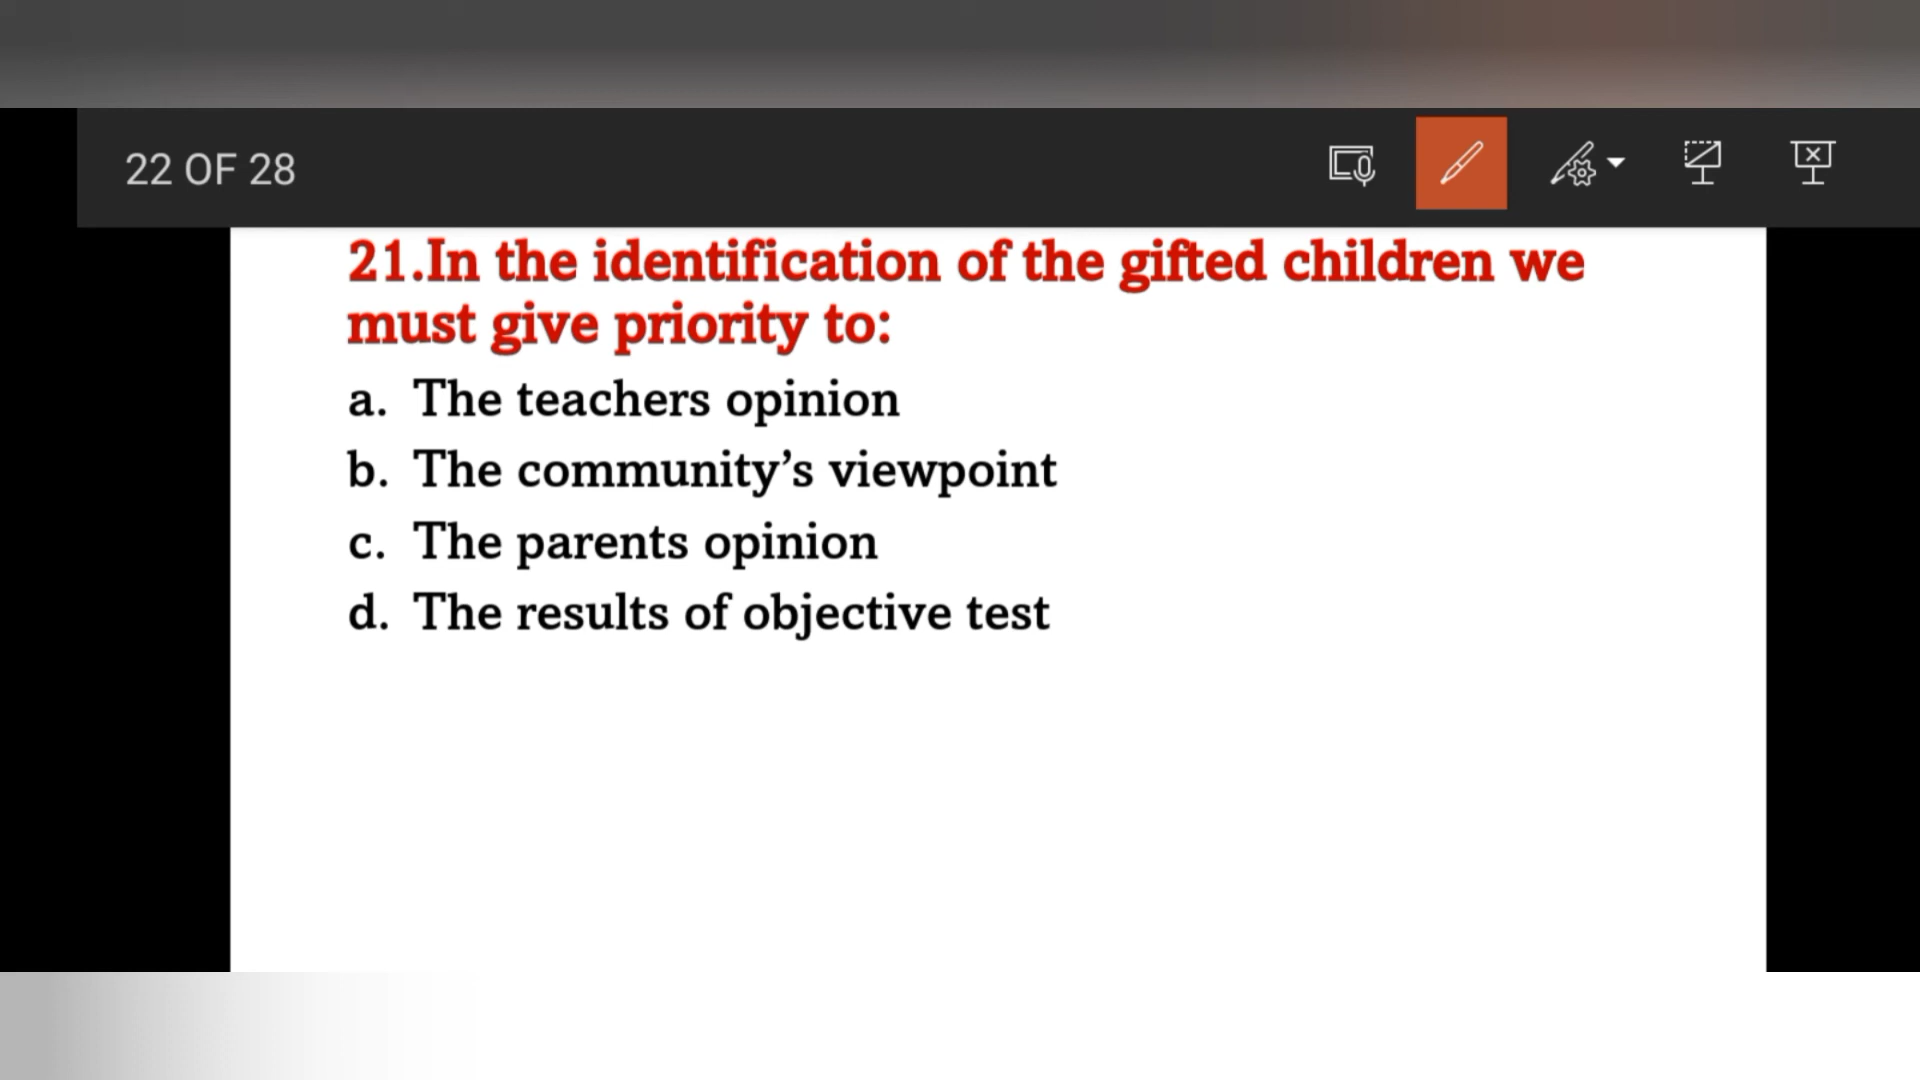 22 OF 28
21.In the identification of the gifted children we
must give priority to:
a. The teachers opinion
b. The community’s viewpoint
c. The parents opinion
d. The results of objective test